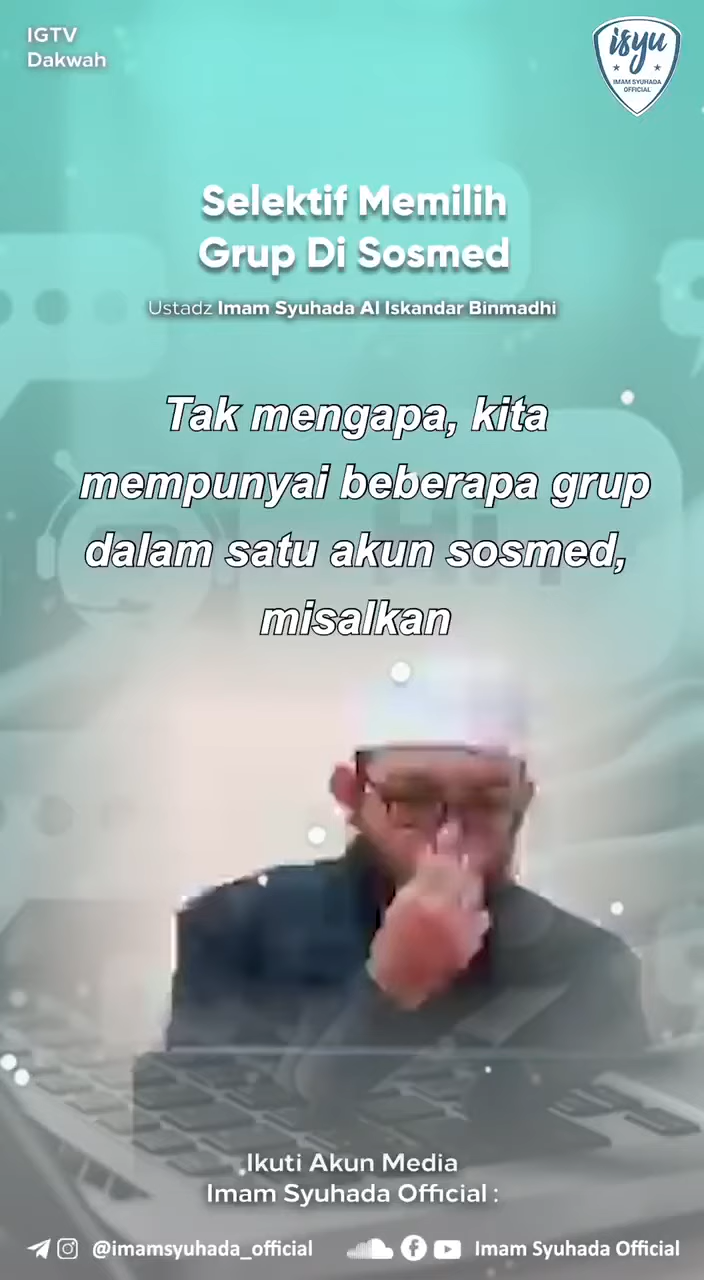 IGTV
Dakwah
isyu
IMAM SYUHADA
OFFICIAL
Selektif Memilih
Grup Di Sosmed
Ustadz Imam Syuhada Al Iskandar Binmadhi
Tak mengapa, kita
mempunyai beberapa grup
dalam satu akun sosmed,
misalkan
Ikuti Akun Media
Imam Syuhada Official :
@imamsyuhada_official
Imam Syuhada Official